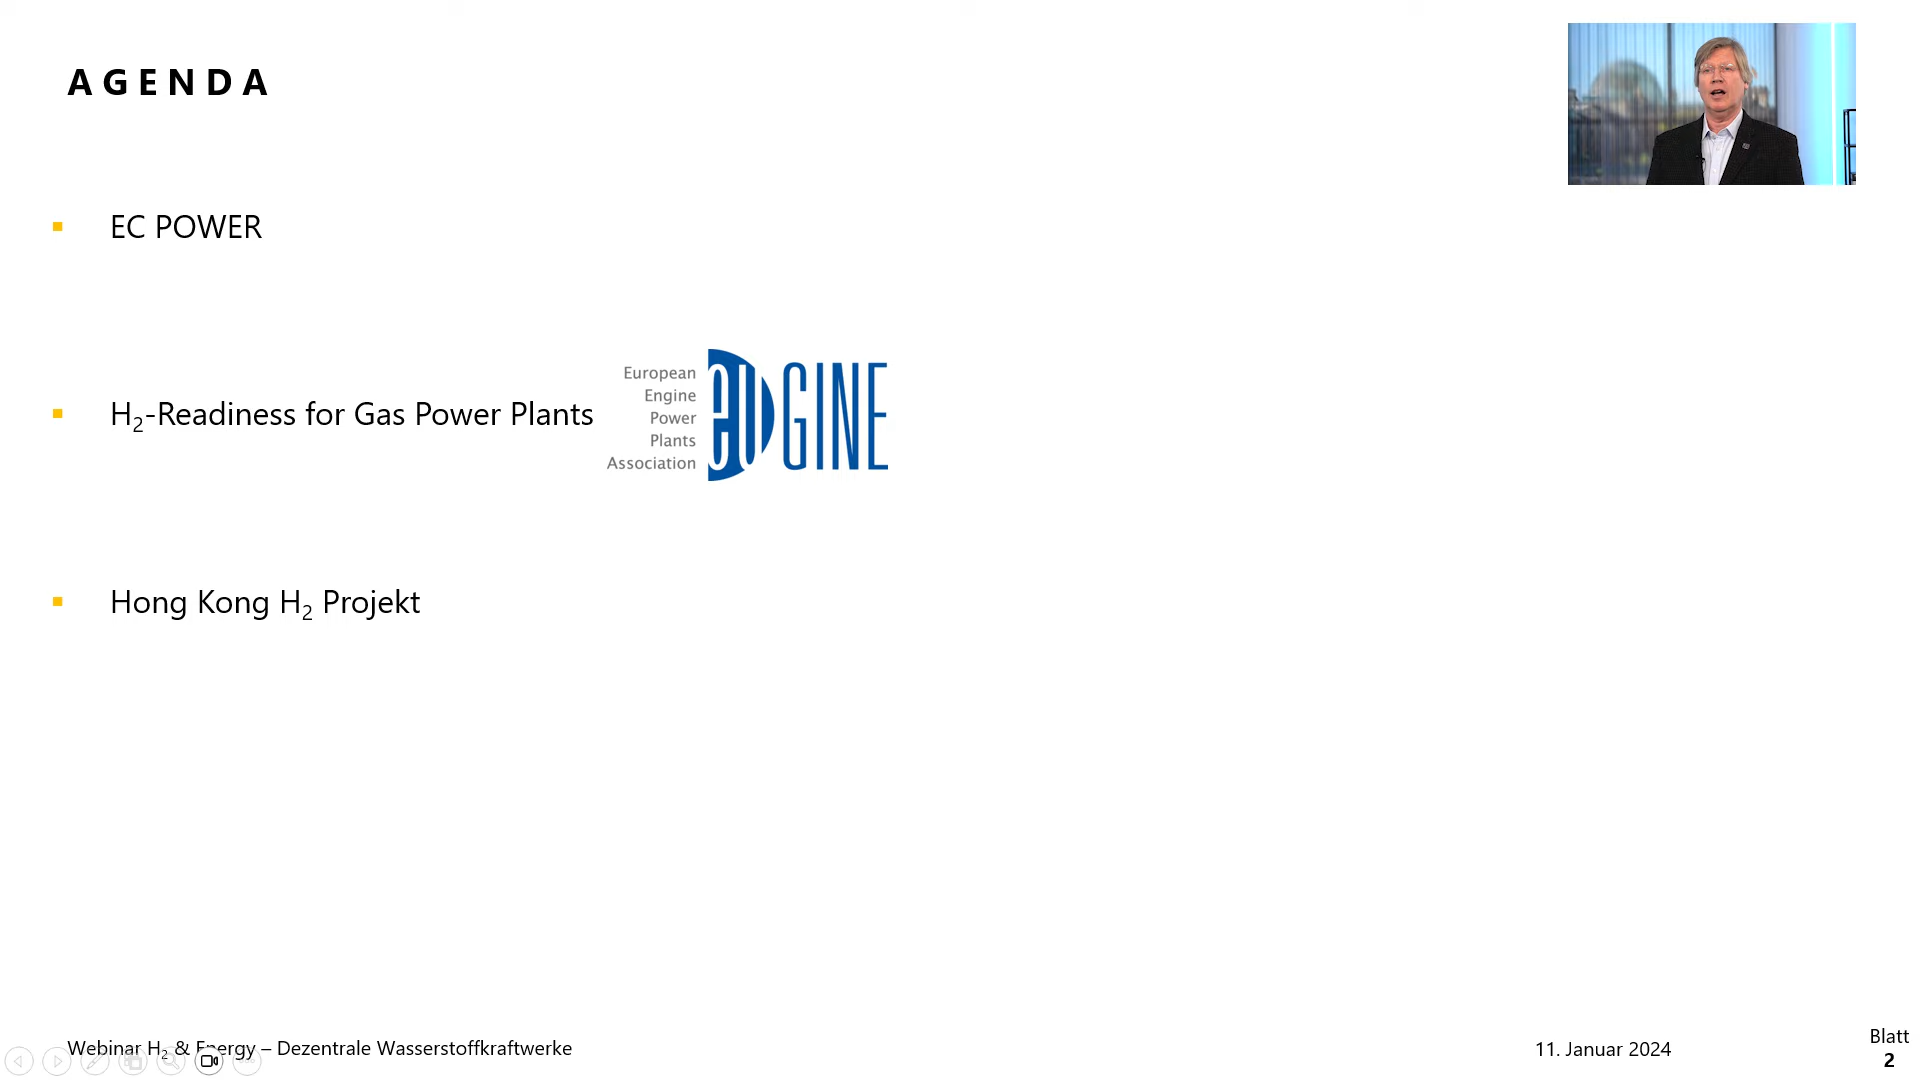 AGENDA
EC POWER
H₂-Readiness for Gas Power Plants
European
Engine
Power
Plants
Association
euGINE
Hong Kong H₂ Projekt
Webinar H₂ & Energy – Dezentrale Wasserstoffkraftwerke
11. Januar 2024
Blatt
2